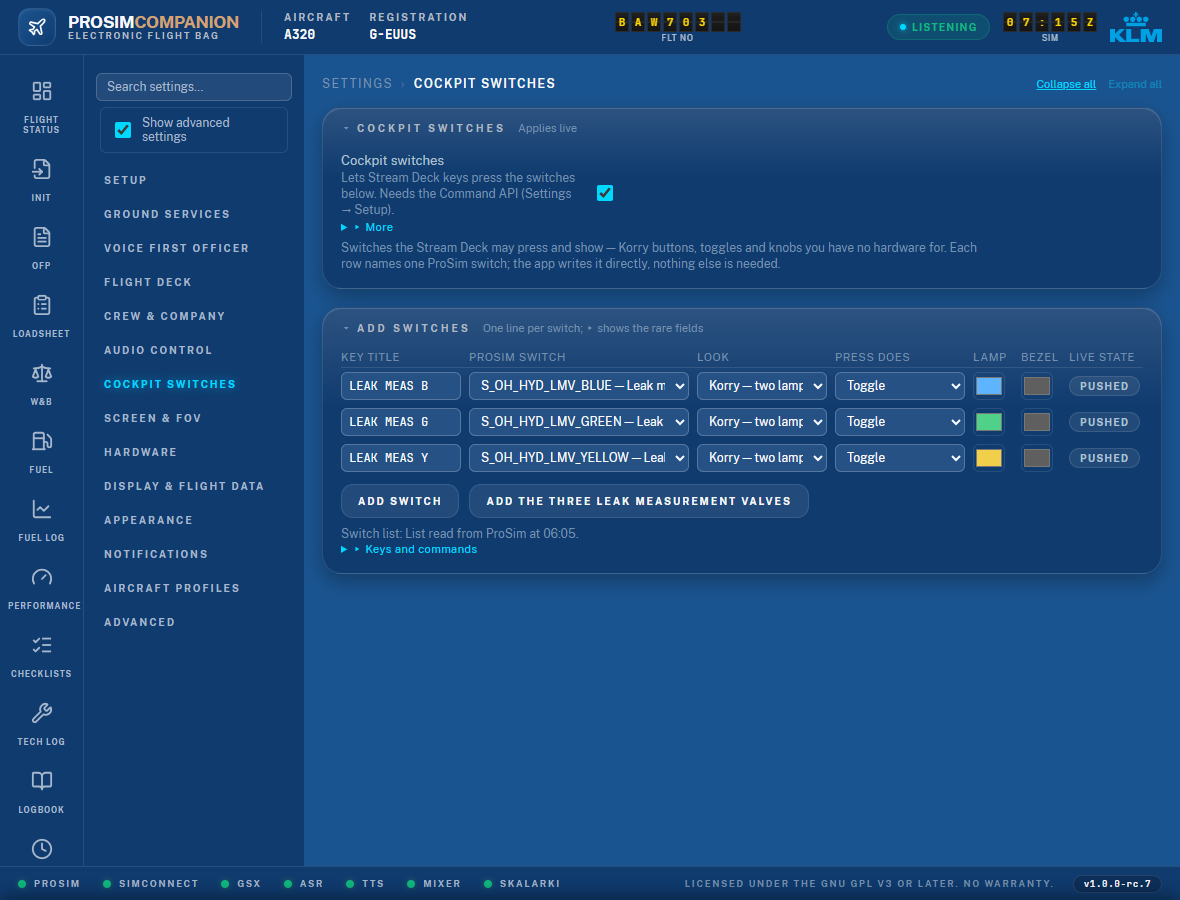 PROSIMCOMPANION
ELECTRONIC FLIGHT BAG
AIRCRAFT
A320
REGISTRATION
G-EUUS
BAW703
FLT NO
LISTENING
07:15Z
SIM
KLM
FLIGHT STATUS
INIT
OFP
LOADSHEET
W&B
FUEL
FUEL LOG
PERFORMANCE
CHECKLISTS
TECH LOG
LOGBOOK
Search settings...
Show advanced
settings
SETUP
GROUND SERVICES
VOICE FIRST OFFICER
FLIGHT DECK
CREW & COMPANY
AUDIO CONTROL
COCKPIT SWITCHES
SCREEN & FOV
HARDWARE
DISPLAY & FLIGHT DATA
APPEARANCE
NOTIFICATIONS
AIRCRAFT PROFILES
ADVANCED
SETTINGS › COCKPIT SWITCHES
Collapse all Expand all
COCKPIT SWITCHES Applies live
Cockpit switches
Lets Stream Deck keys press the switches
below. Needs the Command API (Settings
→ Setup).
More
Switches the Stream Deck may press and show — Korry buttons, toggles and knobs you have no hardware for. Each
row names one ProSim switch; the app writes it directly, nothing else is needed.
ADD SWITCHES One line per switch; ‣ shows the rare fields
KEY TITLE PROSIM SWITCH LOOK PRESS DOES LAMP BEZEL LIVE STATE
LEAK MEAS B S_OH_HYD_LMV_BLUE — Leak m Korry — two lamp Toggle PUSHED
LEAK MEAS G S_OH_HYD_LMV_GREEN — Leak Korry — two lamp Toggle PUSHED
LEAK MEAS Y S_OH_HYD_LMV_YELLOW — Leal Korry — two lamp Toggle PUSHED
ADD SWITCH ADD THE THREE LEAK MEASUREMENT VALVES
Switch list: List read from ProSim at 06:05.
Keys and commands
PROSIM SIMCONNECT GSX ASR TTS MIXER SKALARKI
LICENSED UNDER THE GNU GPL V3 OR LATER. NO WARRANTY. v1.0.0-rc.7